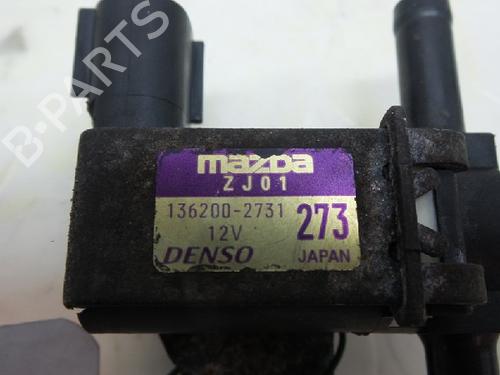 B-PARTS
mazda
ZJ01
136200-2731
12V
273
DENSO
JAPAN